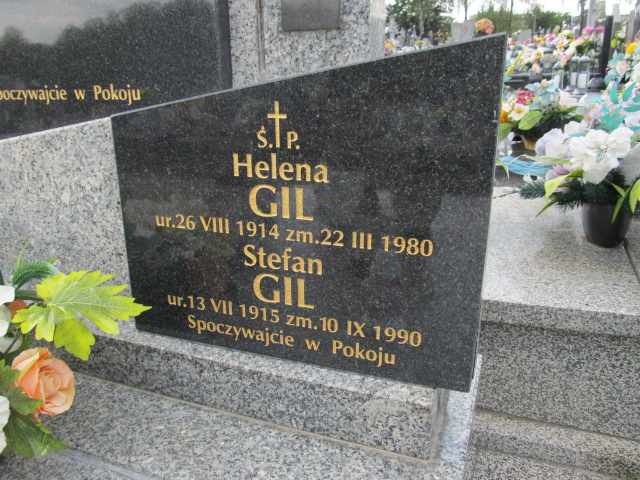 Spoczywajcie w Pokoju
Ś.P.
Helena
GIL
ur.26 VIII 1914 zm.22 III 1980
Stefan
GIL
ur.13 VII 1915 zm.10 IX 1990
Spoczywajcie w Pokoju